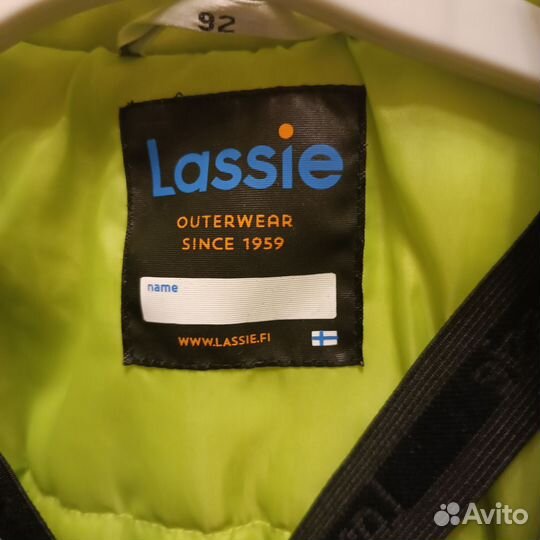 92
Lassie
OUTERWEAR
SINCE 1959
name
WWW.LASSIE.FI
Avito